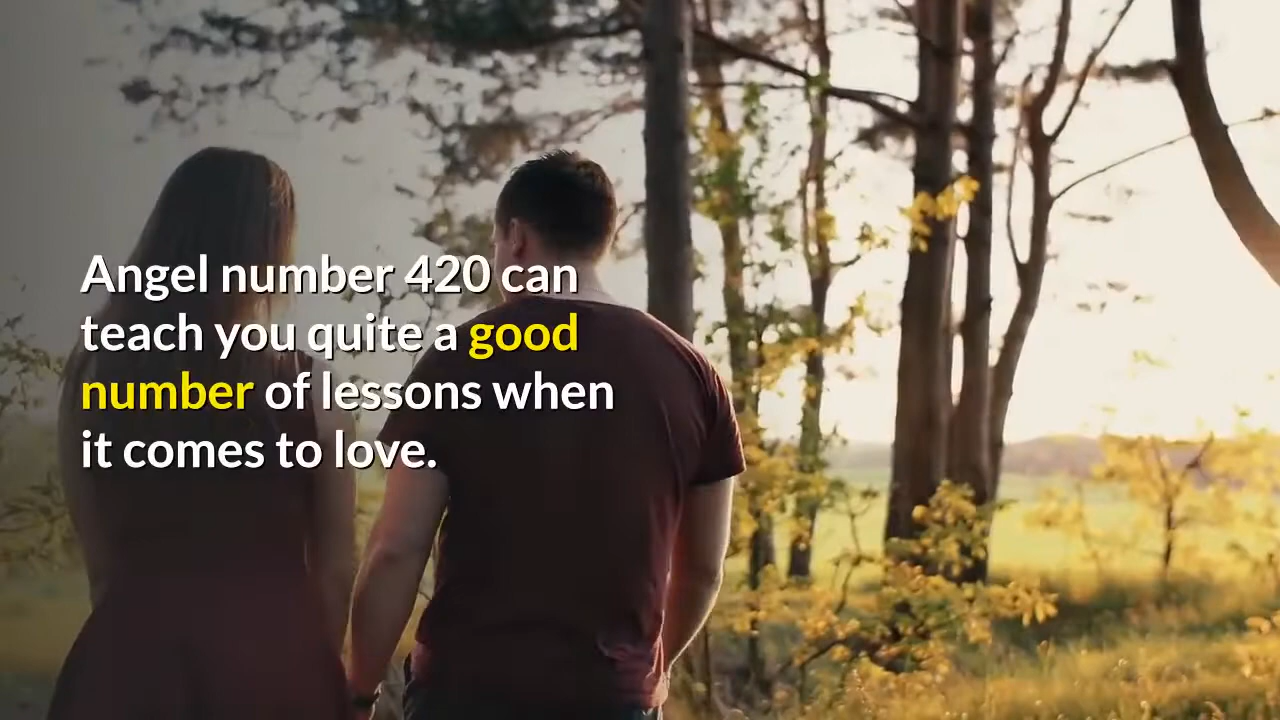 Angel number 420 can
teach you quite a good
number of lessons when
it comes to love.